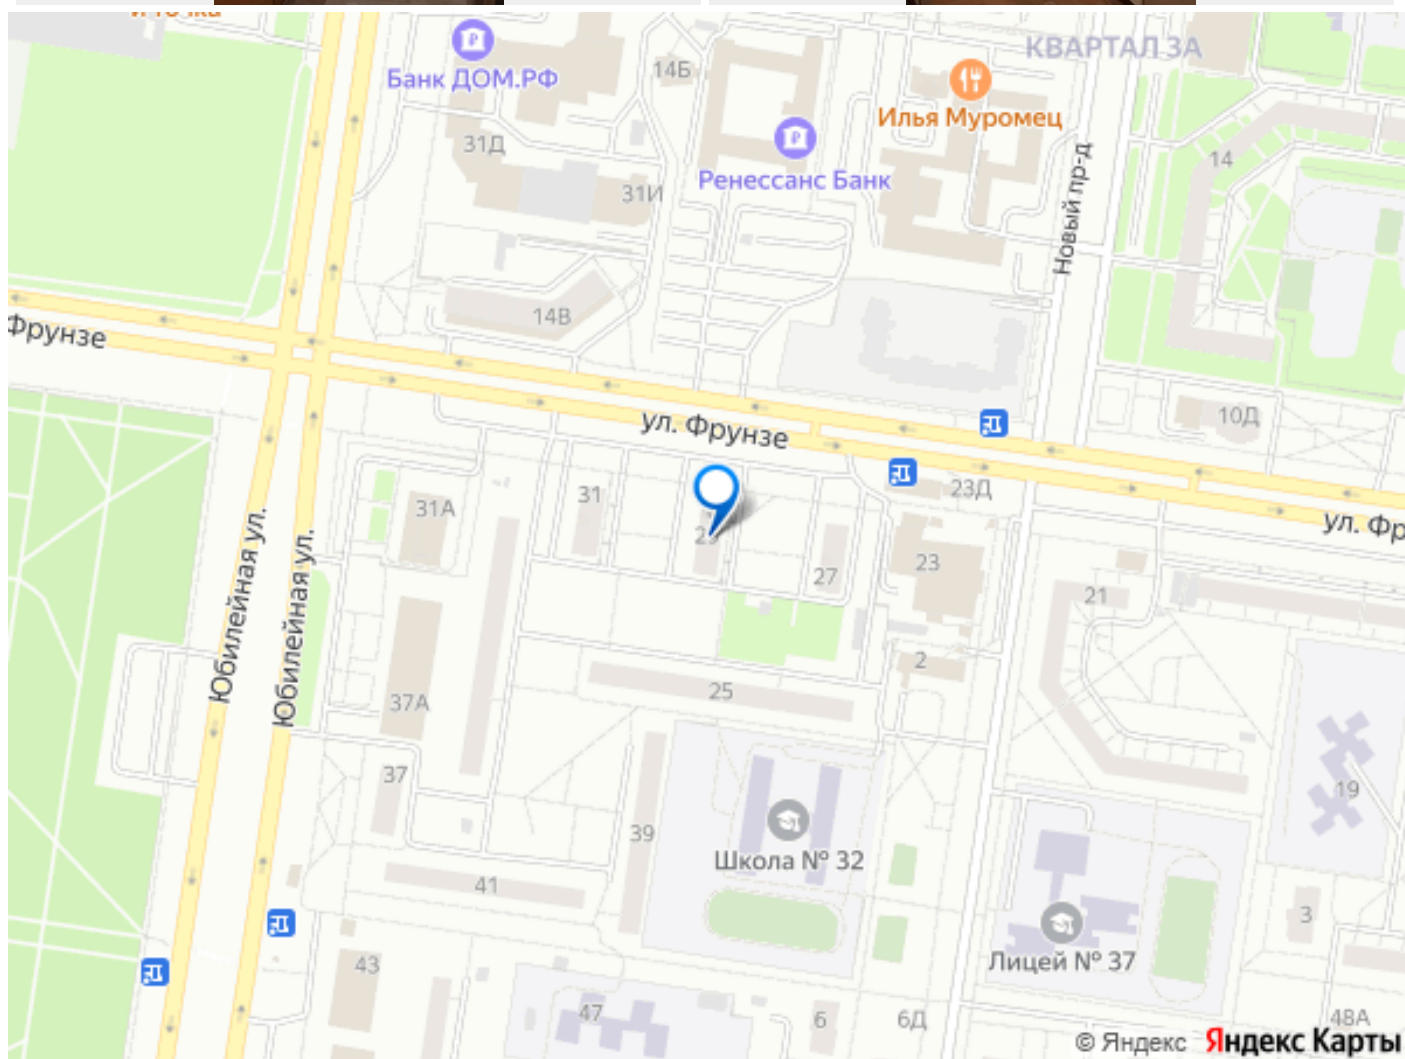 КВАРТАЛ 3А
Банк ДОМ.РФ
14Б
Илья Муромец
31Д
14
Ренессанс Банк
31И
Новый пр-д
14В
Фрунзе
ул. Фрунзе
10Д
31
31А
23Д
ул. Фр
27
23
21
Юбилейная ул.
Юбилейная ул.
2
25
37А
37
19
39
Школа № 32
41
3
Лицей № 37
43
47
6
6Д
48А
© Яндекс Яндекс Карты